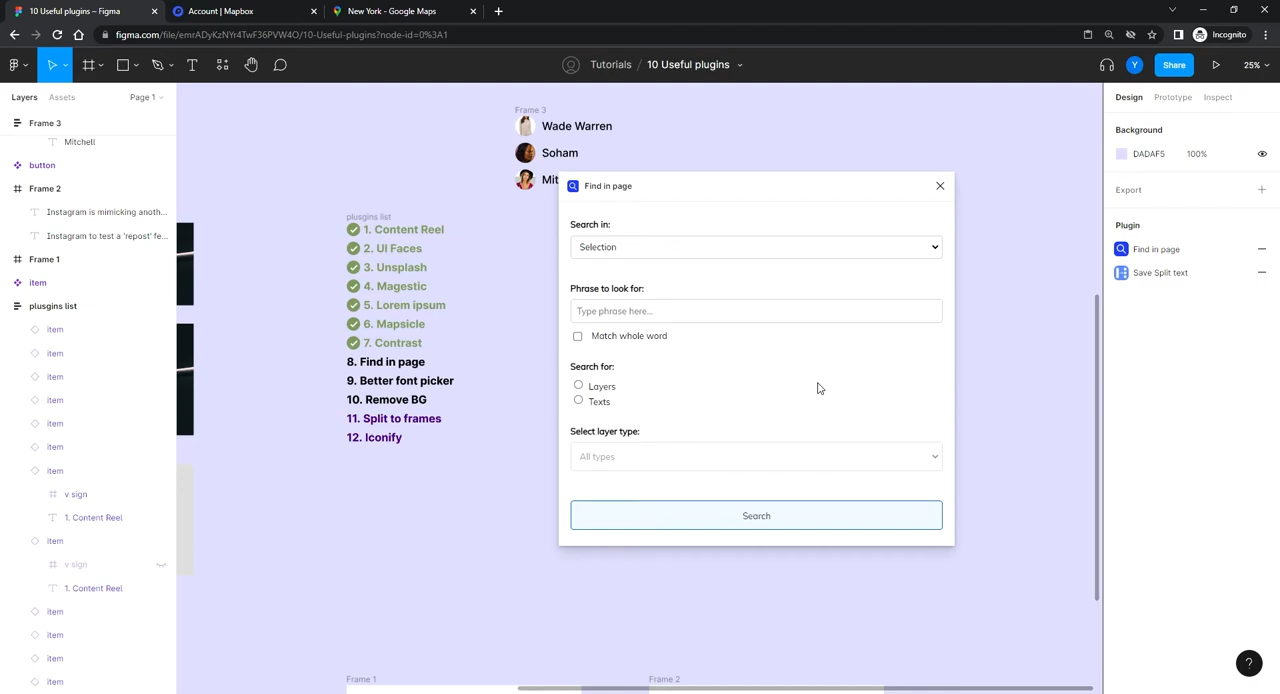 10 Useful plugins – Figma
Account | Mapbox
New York - Google Maps
figma.com/file/emrADyKzNYr4TwF36PVW4O/10-Useful-plugins?node-id=0%3A1
Incognito
Tutorials / 10 Useful plugins
Y
Share
25%
Layers
Assets
Page 1
Design
Prototype
Inspect
Frame 3
Mitchell
button
Frame 2
Instagram is mimicking anoth...
Instagram to test a 'repost' fe...
Frame 1
item
plusgins list
item
item
item
item
item
item
item
v sign
1. Content Reel
item
v sign
1. Content Reel
item
item
item
item
Frame 3
Wade Warren
Soham
Mit
plusgins list
1. Content Reel
2. UI Faces
3. Unsplash
4. Magestic
5. Lorem ipsum
6. Mapsicle
7. Contrast
8. Find in page
9. Better font picker
10. Remove BG
11. Split to frames
12. Iconify
Find in page
Search in:
Selection
Phrase to look for:
Type phrase here...
Match whole word
Search for:
Layers
Texts
Select layer type:
All types
Search
Frame 1
Frame 2
Background
DADAF5 100%
Export
Plugin
Find in page
Save Split text
?